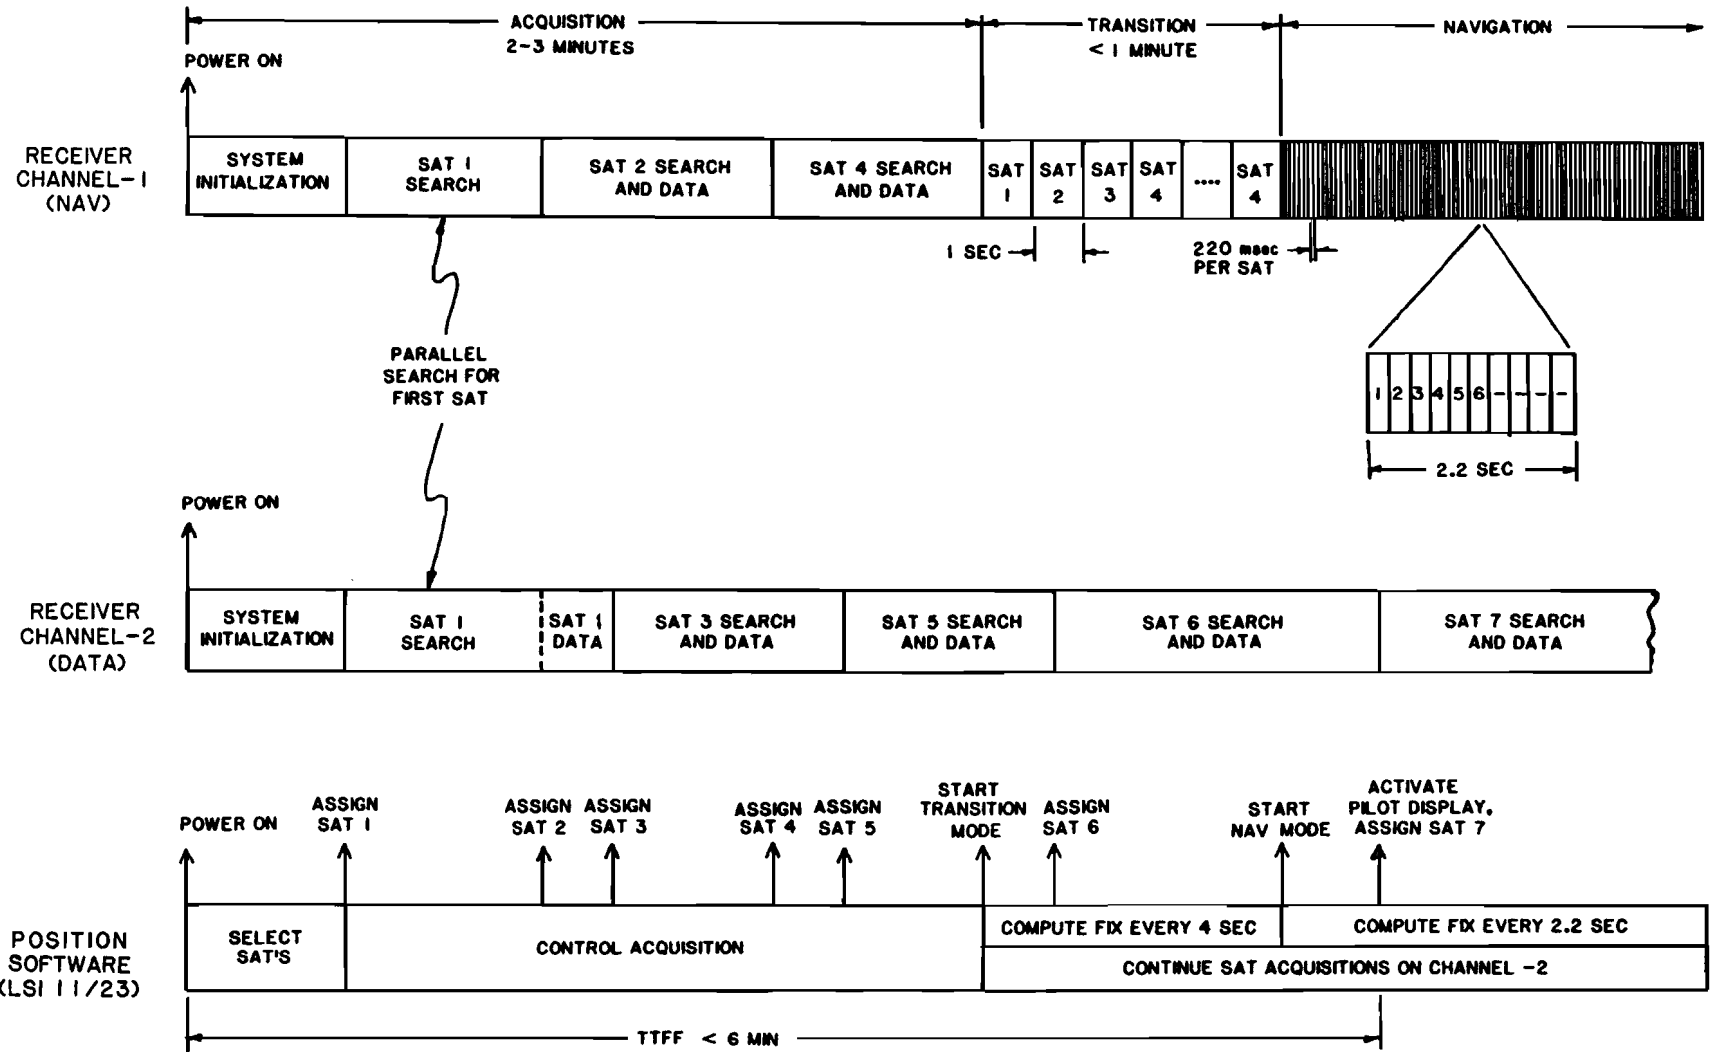 ACQUISITION
2-3 MINUTES
TRANSITION
< 1 MINUTE
NAVIGATION
POWER ON
RECEIVER
CHANNEL-1
(NAV)
SYSTEM
INITIALIZATION
SAT 1
SEARCH
SAT 2 SEARCH
AND DATA
SAT 4 SEARCH
AND DATA
SAT
1
SAT
2
SAT
3
SAT
4
....
SAT
4
1 SEC
220 msec
PER SAT
PARALLEL
SEARCH FOR
FIRST SAT
1 2 3 4 5 6 - - - -
2.2 SEC
POWER ON
RECEIVER
CHANNEL-2
(DATA)
SYSTEM
INITIALIZATION
SAT 1
SEARCH
SAT 1
DATA
SAT 3 SEARCH
AND DATA
SAT 5 SEARCH
AND DATA
SAT 6 SEARCH
AND DATA
SAT 7 SEARCH
AND DATA
POWER ON
ASSIGN
SAT 1
ASSIGN
SAT 2
ASSIGN
SAT 3
ASSIGN
SAT 4
ASSIGN
SAT 5
START
TRANSITION
MODE
ASSIGN
SAT 6
START
NAV MODE
ACTIVATE
PILOT DISPLAY,
ASSIGN SAT 7
POSITION
SOFTWARE
(LSI 11/23)
SELECT
SAT'S
CONTROL ACQUISITION
COMPUTE FIX EVERY 4 SEC
COMPUTE FIX EVERY 2.2 SEC
CONTINUE SAT ACQUISITIONS ON CHANNEL -2
TTFF < 6 MIN